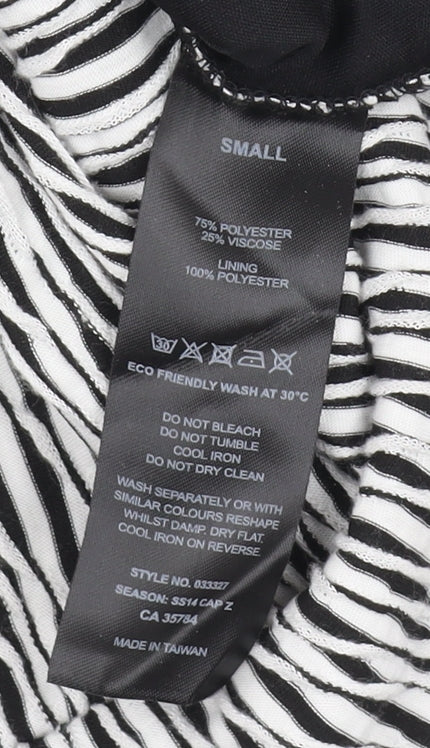 SMALL
75% POLYESTER
25% VISCOSE
LINING
100% POLYESTER
30
ECO FRIENDLY WASH AT 30°C
DO NOT BLEACH
DO NOT TUMBLE
COOL IRON
DO NOT DRY CLEAN
WASH SEPARATELY OR WITH
SIMILAR COLOURS RESHAPE
WHILST DAMP. DRY FLAT.
COOL IRON ON REVERSE
STYLE NO. 033327
SEASON: SS14 CAP Z
CA 35784
MADE IN TAIWAN